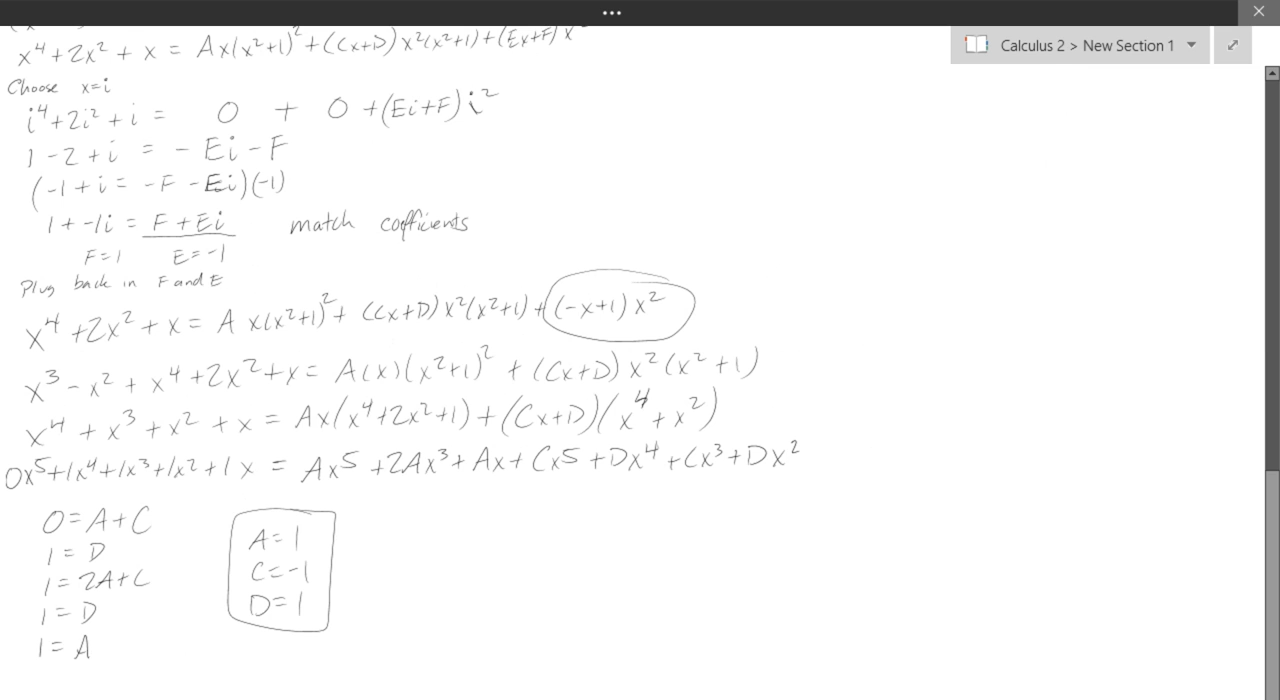 Calculus 2 > New Section 1
x⁴+2x² + x = Ax(x²+1)²+(Cx+D)x²(x²+1)+(Ex+F)x²
Choose x=i
i⁴+2i²+i = 0 + 0 +(Ei+F)i²
1-2+i = -Ei-F
(-1+i = -F -Ei)(-1)
1+-1i = F+Ei match coefficients
F=1 E=-1
Plug back in F and E
x⁴+2x²+x = A x(x²+1)²+ (Cx+D)x²(x²+1)+(-x+1)x²
x³-x²+x⁴+2x²+x = A(x)(x²+1)² + (Cx+D)x²(x²+1)
x⁴+x³+x²+x = Ax(x⁴+2x²+1)+(Cx+D)(x⁴+x²)
0x⁵+1x⁴+1x³+1x²+1x = Ax⁵+2Ax³+Ax+Cx⁵+Dx⁴+Cx³+Dx²
0=A+C
1=D
1=2A+C
1=D
1=A
A=1
C=-1
D=1